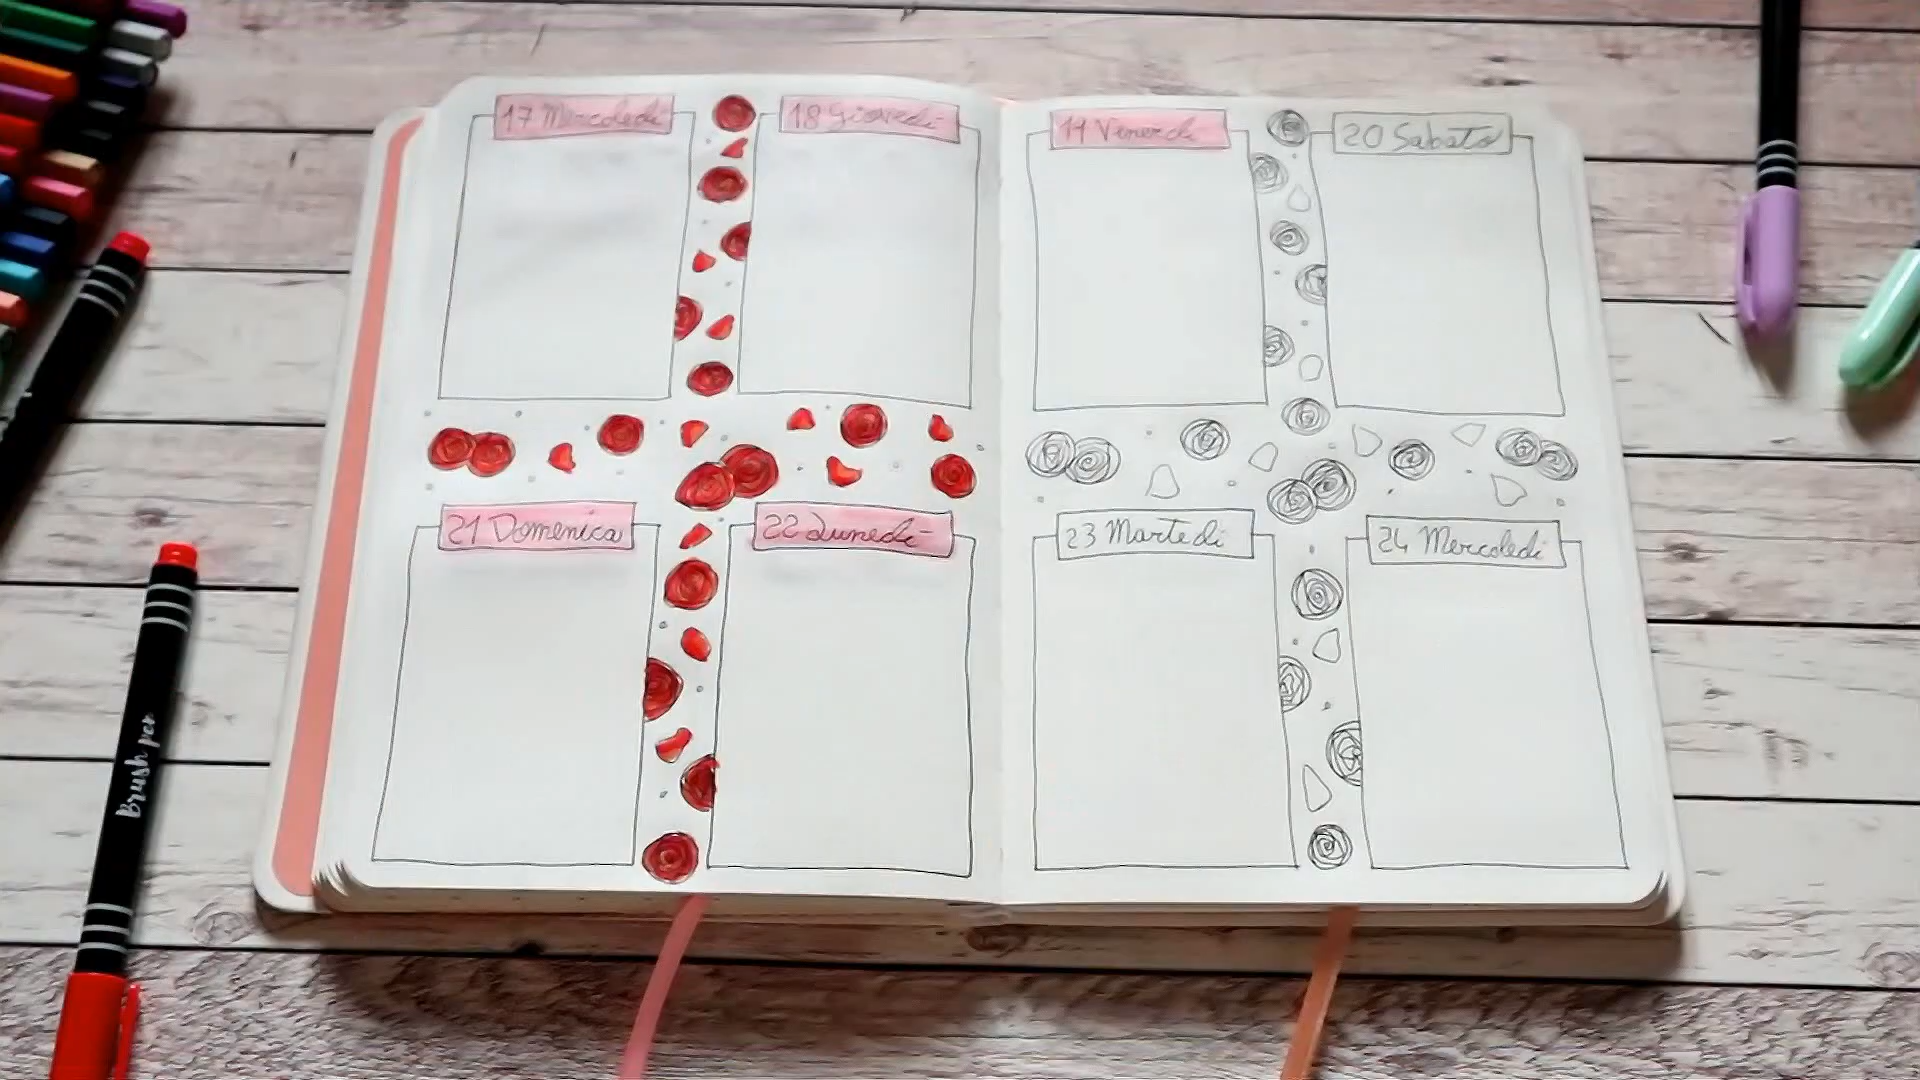 17 Mercoledì
18 Giovedì
19 Venerdì
20 Sabato
21 Domenica
22 Lunedì
23 Martedì
24 Mercoledì
Brush pen